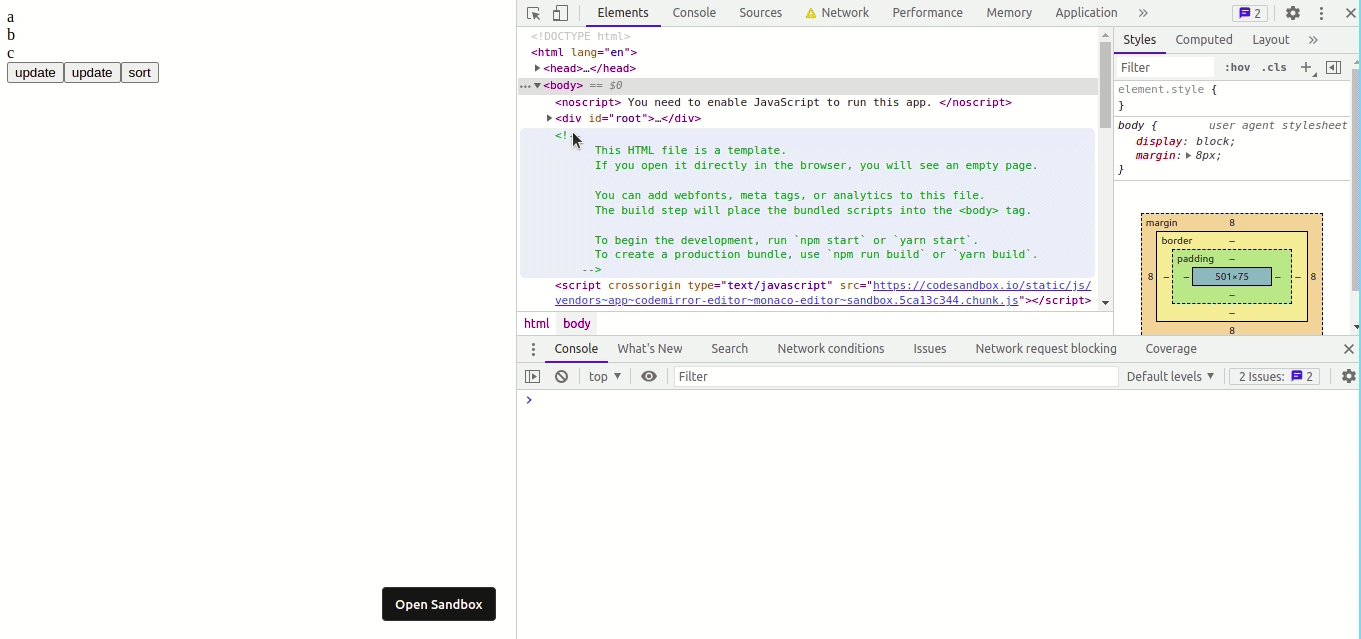 a
b
c
update update sort
Open Sandbox
Elements Console Sources Network Performance Memory Application » 2
<!DOCTYPE html>
<html lang="en">
<head>…</head>
<body> == $0
<noscript> You need to enable JavaScript to run this app. </noscript>
<div id="root">…</div>
<!--
This HTML file is a template.
If you open it directly in the browser, you will see an empty page.
You can add webfonts, meta tags, or analytics to this file.
The build step will place the bundled scripts into the <body> tag.
To begin the development, run `npm start` or `yarn start`.
To create a production bundle, use `npm run build` or `yarn build`.
-->
<script crossorigin type="text/javascript" src="https://codesandbox.io/static/js/
vendors~app~codemirror-editor~monaco-editor~sandbox.5ca13c344.chunk.js"></script>
html body
Styles Computed Layout »
Filter :hov .cls +
element.style {
}
body { user agent stylesheet
display: block;
margin: 8px;
}
margin 8
border –
padding –
8 – – 501×75 – – 8
–
–
8
Console What's New Search Network conditions Issues Network request blocking Coverage
top Filter Default levels 2 Issues: 2
>